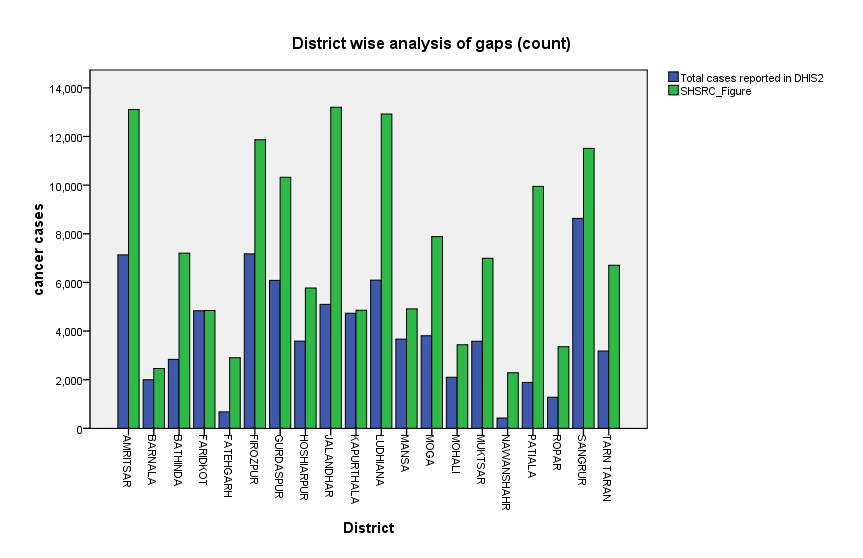 District wise analysis of gaps (count)
Total cases reported in DHIS2
SHSRC_Figure
14,000
12,000
10,000
8,000
6,000
4,000
2,000
0
cancer cases
AMRITSAR
BARNALA
BATHINDA
FARIDKOT
FATEHGARH
FIROZPUR
GURDASPUR
HOSHIARPUR
JALANDHAR
KAPURTHALA
LUDHIANA
MANSA
MOGA
MOHALI
MUKTSAR
NAWANSHAHR
PATIALA
ROPAR
SANGRUR
TARN TARAN
District